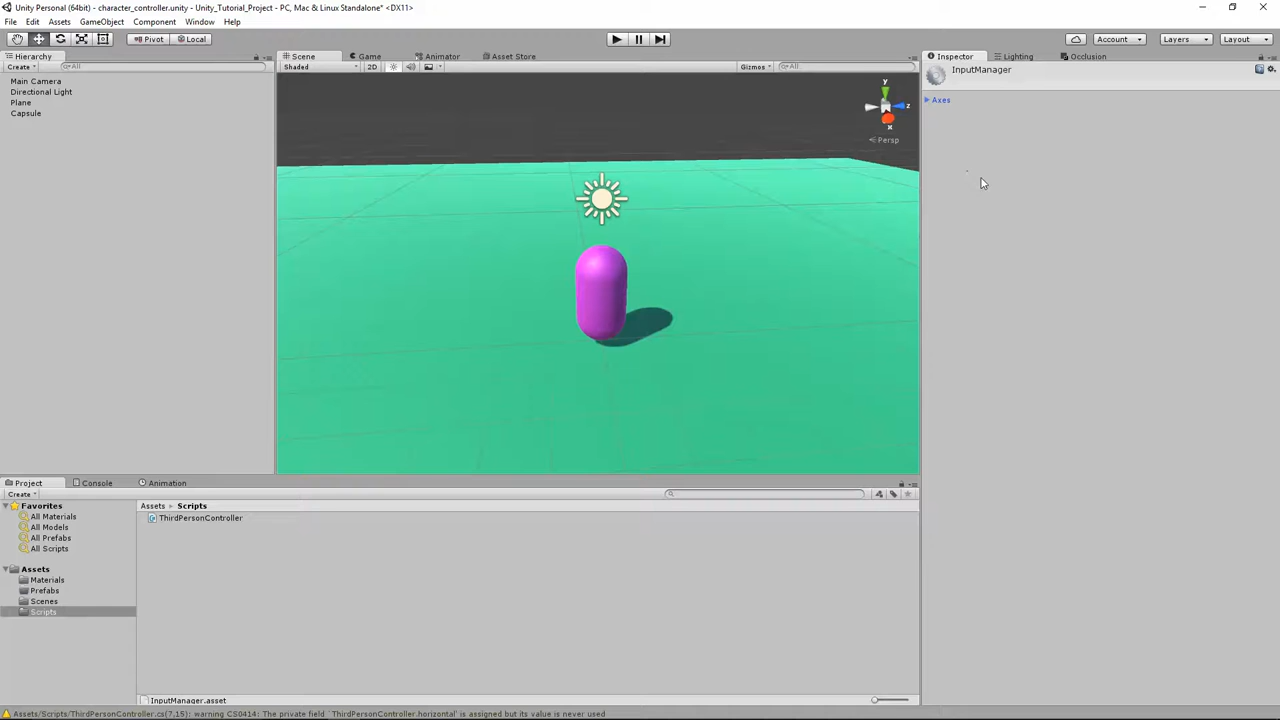 Unity Personal (64bit) - character_controller.unity - Unity_Tutorial_Project - PC, Mac & Linux Standalone* <DX11>
File Edit Assets GameObject Component Window Help
Pivot Local Account Layers Layout
Hierarchy Scene Game Animator Asset Store Inspector Lighting Occlusion
Create All Shaded 2D Gizmos All InputManager
Main Camera
Directional Light
Plane
Capsule
Axes
y
z
x
Persp
Project Console Animation
Create
Favorites
All Materials
All Models
All Prefabs
All Scripts
Assets
Materials
Prefabs
Scenes
Scripts
Assets Scripts
ThirdPersonController
InputManager.asset
Assets/Scripts/ThirdPersonController.cs(7,15): warning CS0414: The private field `ThirdPersonController.horizontal' is assigned but its value is never used